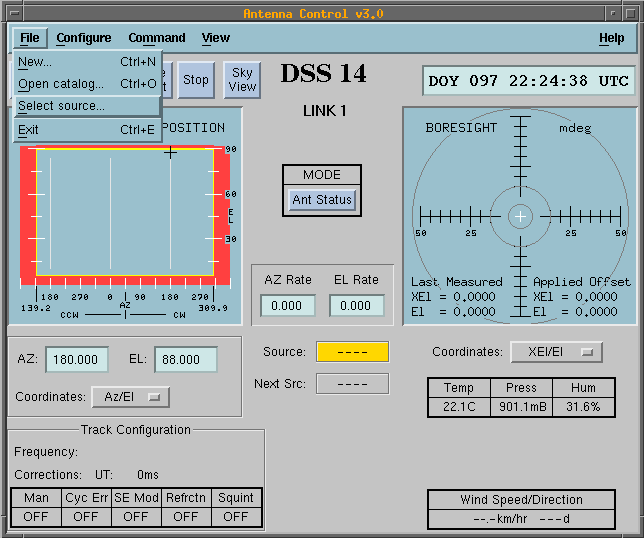 Antenna Control v3.0
File Configure Command View Help
New... Ctrl+N
Open catalog... Ctrl+O
Select source...
Exit Ctrl+E
Stop
Sky View
DSS 14
LINK 1
DOY 097 22:24:38 UTC
POSITION
90
60
EL
30
180 90 0 90 180 270
139.2 AZ 309.9
CCW CW
MODE
Ant Status
AZ Rate EL Rate
0.000 0.000
BORESIGHT mdeg
50 25 25 50
Last Measured Applied Offset
XEl = 0.0000 XEl = 0.0000
El = 0.0000 El = 0.0000
AZ: 180.000 EL: 88.000
Coordinates: Az/El
Source: ----
Next Src: ----
Coordinates: XEl/El
Temp Press Hum
22.1C 901.1mB 31.6%
Track Configuration
Frequency:
Corrections: UT: 0ms
Man Cyc Err SE Mod Refrctn Squint
OFF OFF OFF OFF OFF
Wind Speed/Direction
--.-km/hr ---d